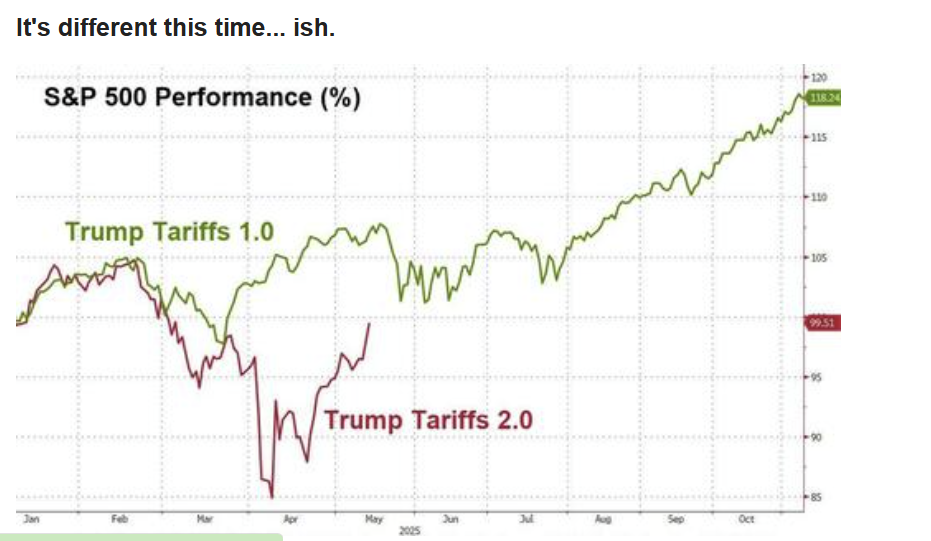 It's different this time... ish.
S&P 500 Performance (%)
120
118.24
115
110
Trump Tariffs 1.0
105
99.51
95
Trump Tariffs 2.0
90
85
Jan Feb Mar Apr May Jun Jul Aug Sep Oct
2025